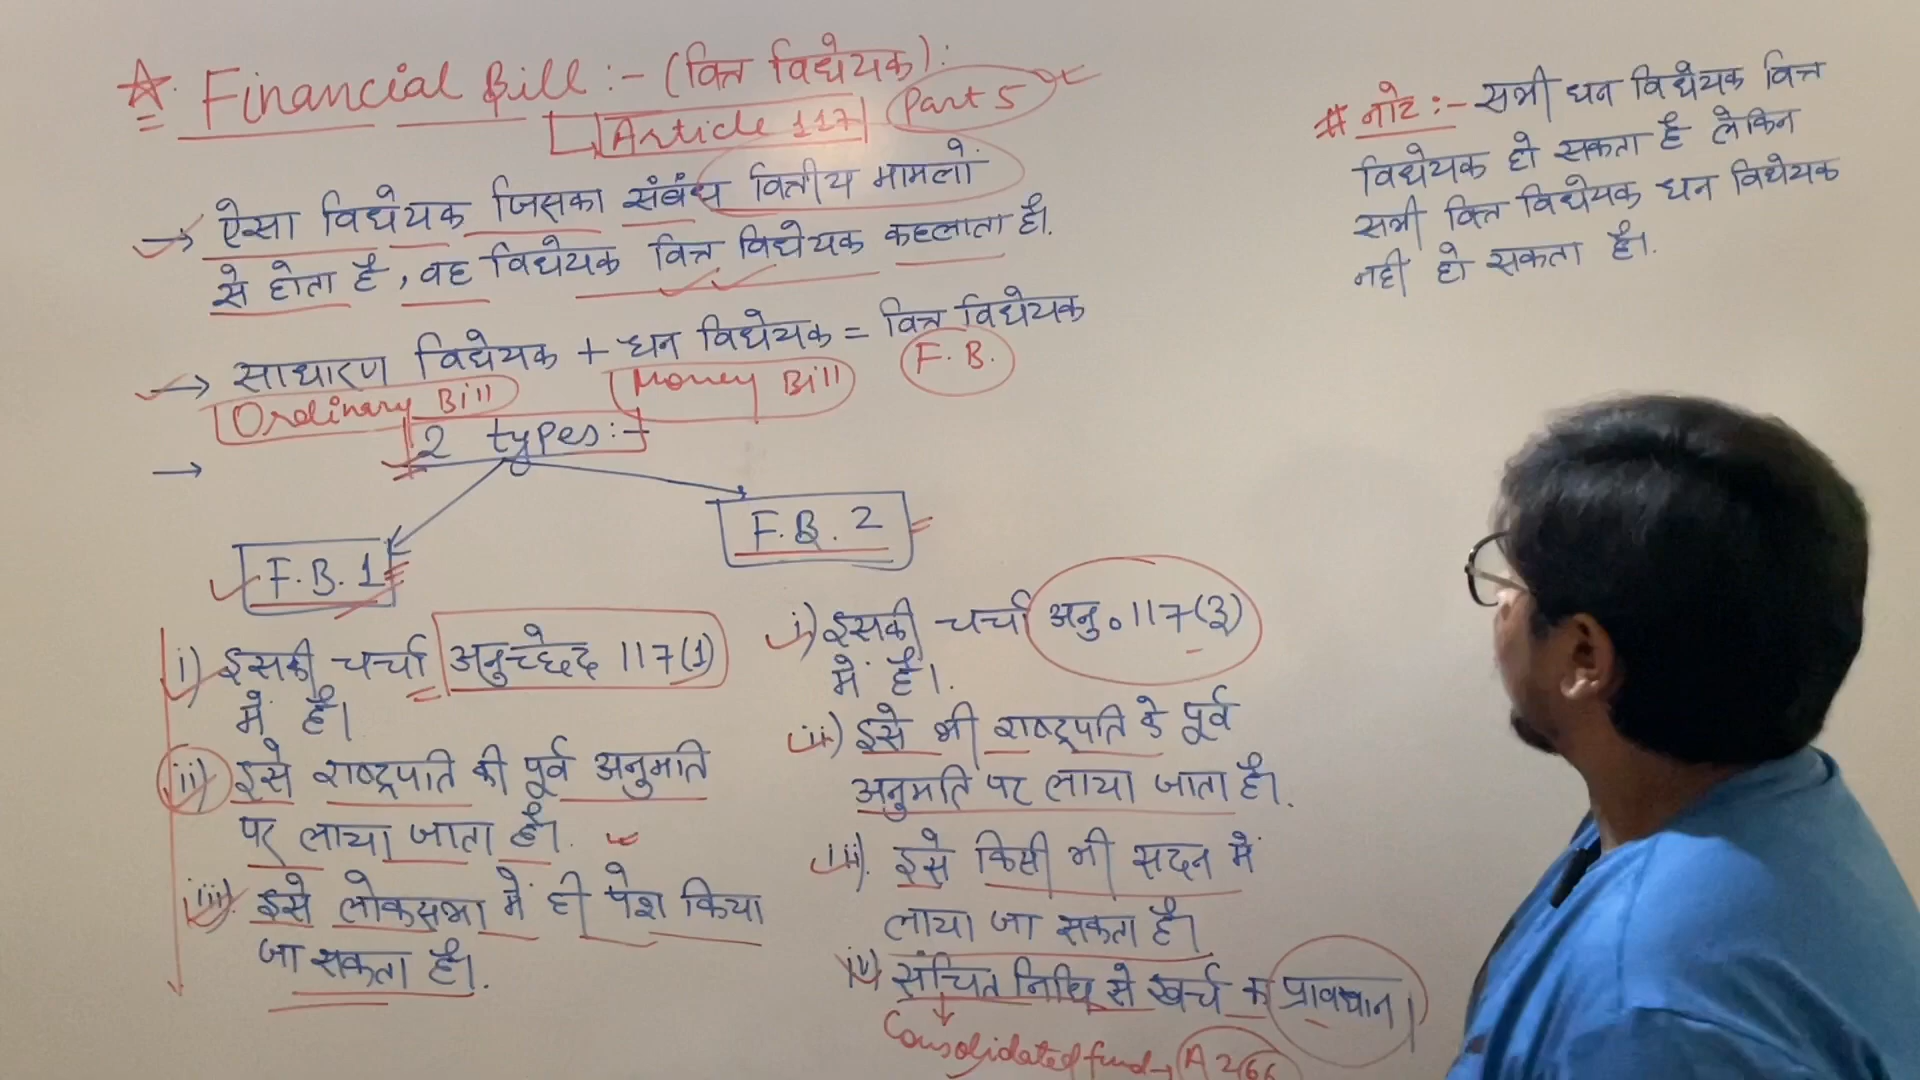 ☆ Financial Bill:- (वित्त विधेयक):
Article 117 Part 5
→ ऐसा विधेयक जिसका संबंध वित्तीय मामलों
से होता है, वह विधेयक वित्त विधेयक कहलाता है।
→ साधारण विधेयक + धन विधेयक = वित्त विधेयक
Ordinary Bill Money Bill F.B.
→ 2 types:-
F.B.1
i) इसकी चर्चा अनुच्छेद 117(1)
में है।
ii) इसे राष्ट्रपति की पूर्व अनुमति
पर लाया जाता है।
iii) इसे लोकसभा में ही पेश किया
जा सकता है।
F.B. 2
i) इसकी चर्चा अनु० 117(3)
में है।
ii) इसे भी राष्ट्रपति के पूर्व
अनुमति पर लाया जाता है।
iii). इसे किसी भी सदन में
लाया जा सकता है।
iv) संचित निधि से खर्च का प्रावधान।
Consolidated fund → A 266
# नोट:- सभी धन विधेयक वित्त
विधेयक हो सकता है लेकिन
सभी वित्त विधेयक धन विधेयक
नहीं हो सकता है।